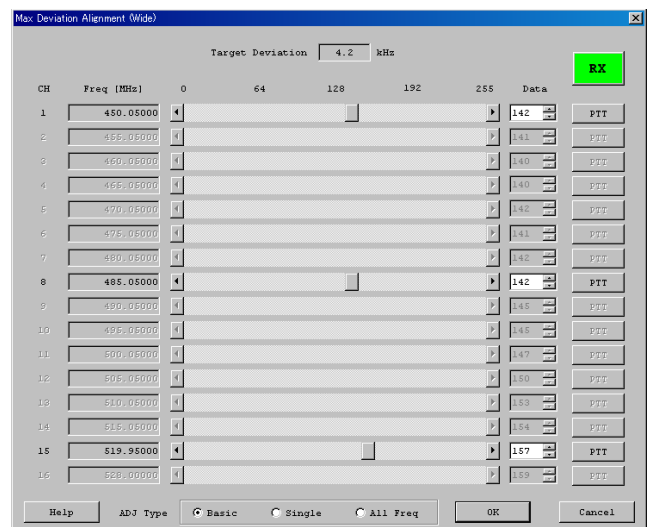 Max Deviation Alignment (Wide)
Target Deviation 4.2 kHz
RX
CH Freq [MHz] 0 64 128 192 255 Data
1 450.05000 142 PTT
2 455.05000 141 PTT
3 460.05000 140 PTT
4 465.05000 140 PTT
5 470.05000 142 PTT
6 475.05000 141 PTT
7 480.05000 142 PTT
8 485.05000 142 PTT
9 490.05000 145 PTT
10 495.05000 145 PTT
11 500.05000 147 PTT
12 505.05000 150 PTT
13 510.05000 153 PTT
14 515.05000 154 PTT
15 519.95000 157 PTT
16 528.00000 159 PTT
Help ADJ Type Basic Single All Freq OK Cancel